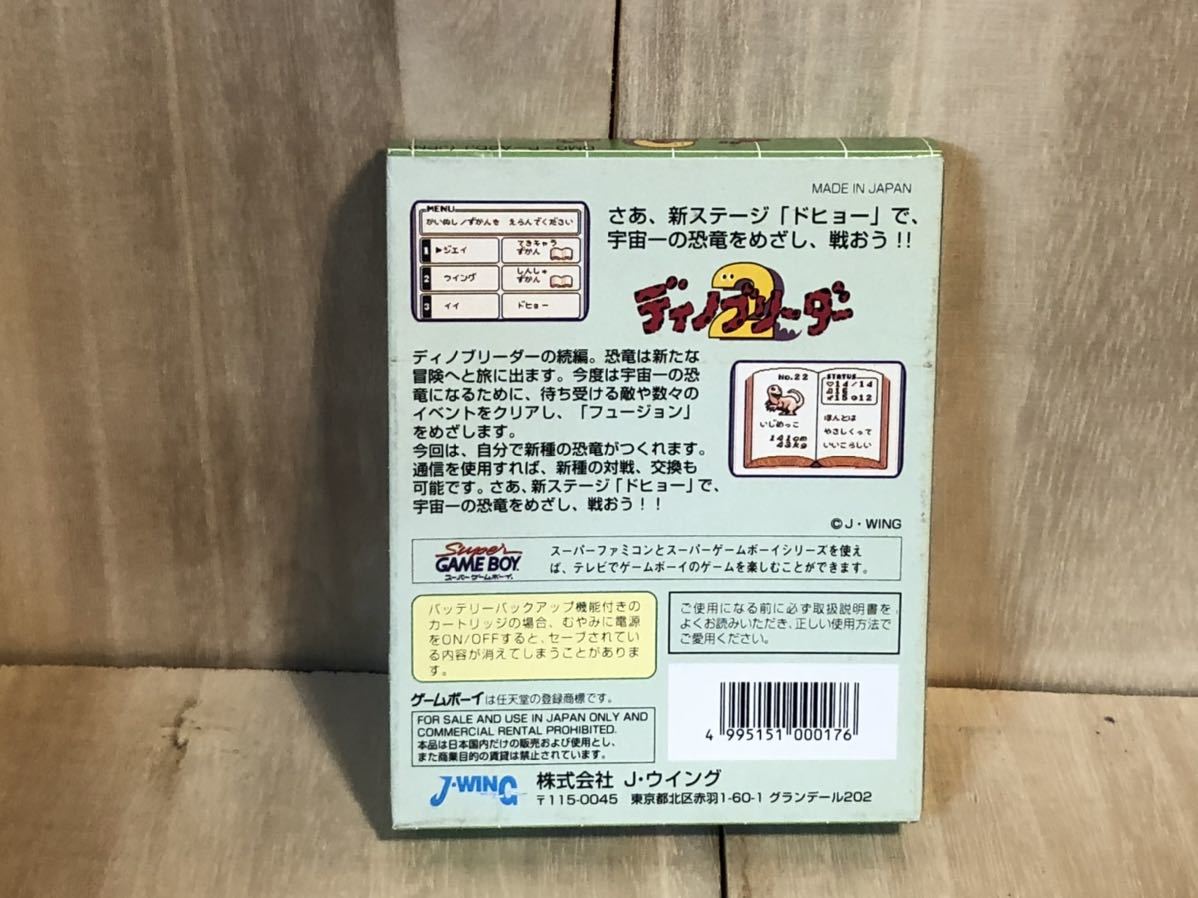 MADE IN JAPAN
さあ、新ステージ「ドヒョー」で、
宇宙一の恐竜をめざし、戦おう!!
MENU
かいぬし/ずかんを えらんでください
1 ▶ジエイ
てきキャラ
ずかん
2 ウイング
しんしゅ
ずかん
3 イイ
ドヒョー
ディノブリーダー2
ディノブリーダーの続編。恐竜は新たな
冒険へと旅に出ます。今度は宇宙一の恐
竜になるために、待ち受ける敵や数々の
イベントをクリアし、「フュージョン」
をめざします。
今回は、自分で新種の恐竜がつくれます。
通信を使用すれば、新種の対戦、交換も
可能です。さあ、新ステージ「ドヒョー」で、
宇宙一の恐竜をめざし、戦おう!!
No.22
いじめっこ
141cm
43kg
STATUS
♡14/14
16
15 12
ほんとは
やさしくって
いいこらしい
©J・WING
Super
GAME BOY
スーパーゲームボーイ
スーパーファミコンとスーパーゲームボーイシリーズを使え
ば、テレビでゲームボーイのゲームを楽しむことができます。
バッテリーバックアップ機能付きの
カートリッジの場合、むやみに電源
をON/OFFすると、セーブされてい
る内容が消えてしまうことがありま
す。
ご使用になる前に必ず取扱説明書を
よくお読みいただき、正しい使用方法で
ご愛用ください。
ゲームボーイは任天堂の登録商標です。
FOR SALE AND USE IN JAPAN ONLY AND
COMMERCIAL RENTAL PROHIBITED.
本品は日本国内だけの販売および使用とし、
また商業目的の賃貸は禁止されています。
4 995151 000176
J・WING
株式会社 J・ウイング
〒115-0045 東京都北区赤羽1-60-1 グランデール202